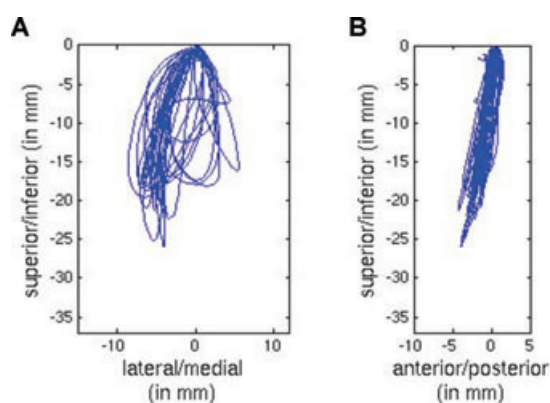 A
superior/inferior (in mm)
0
-5
-10
-15
-20
-25
-30
-35
-10
0
10
lateral/medial
(in mm)
B
superior/inferior (in mm)
0
-5
-10
-15
-20
-25
-30
-35
-10
-5
0
5
anterior/posterior
(in mm)